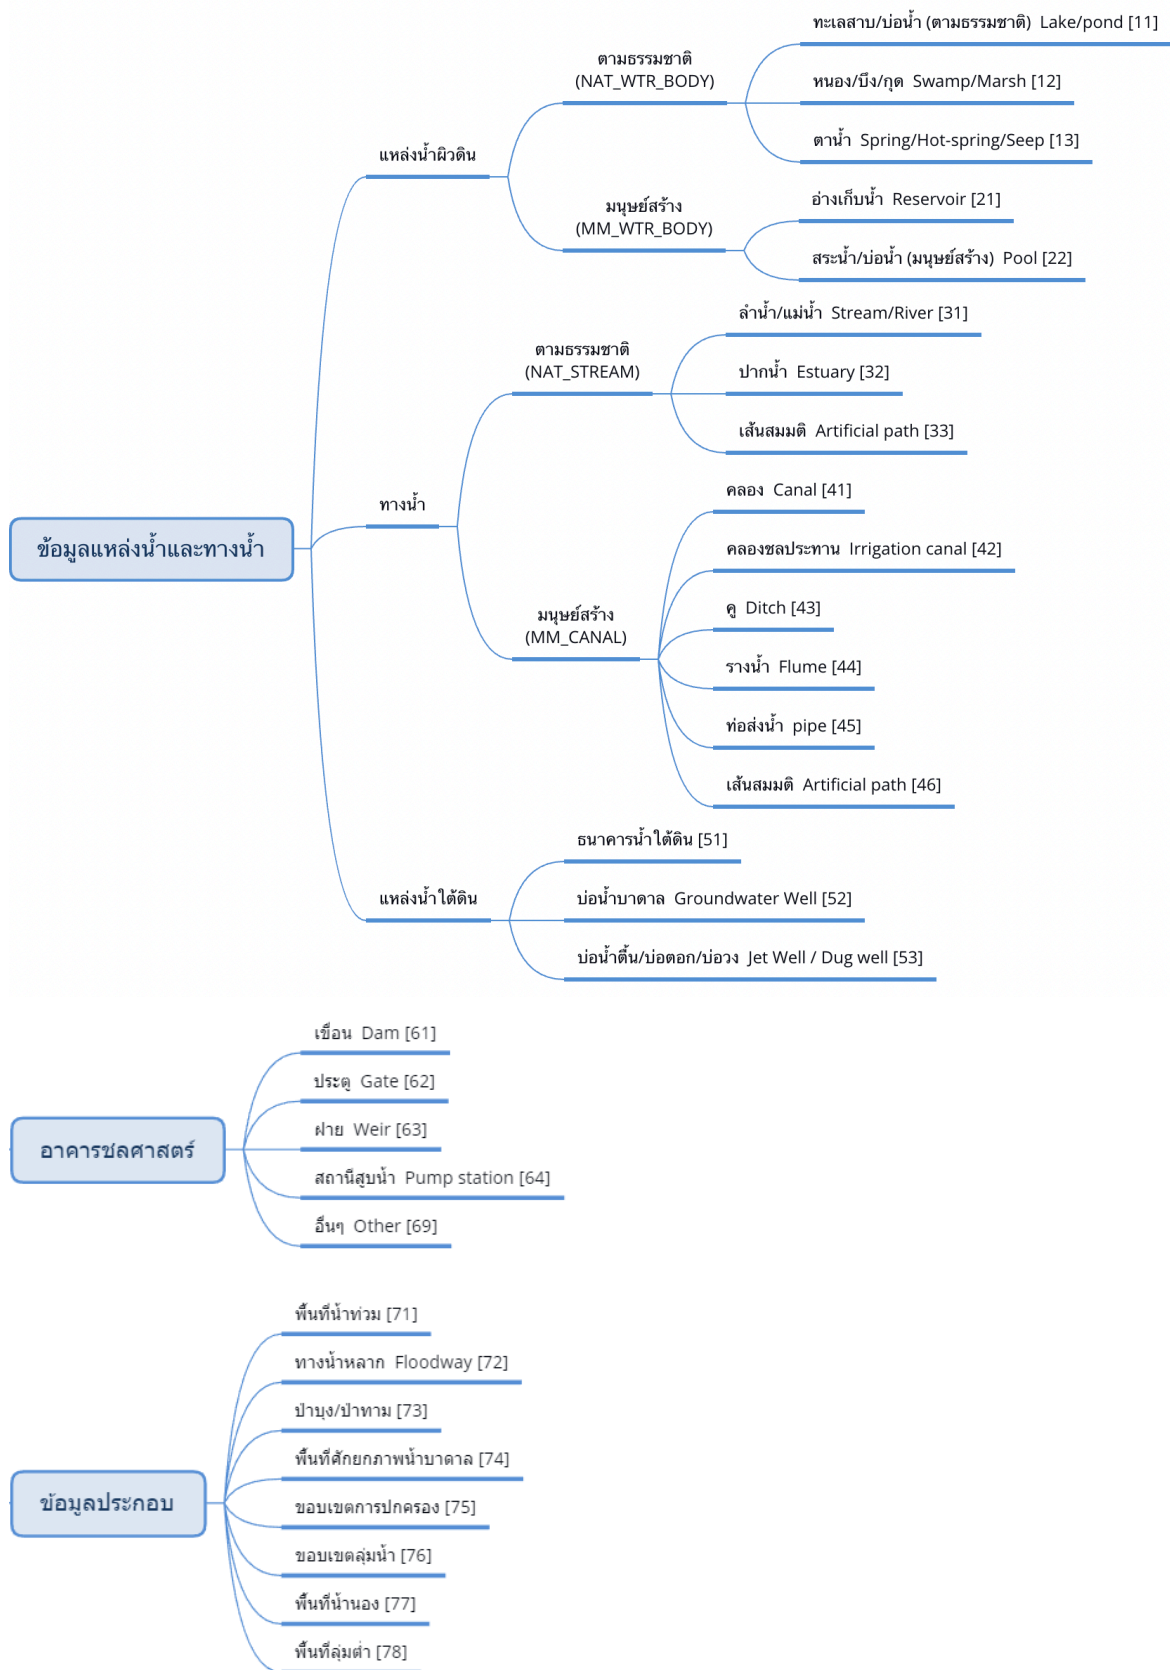 ทะเลสาบ/บ่อน้ำ (ตามธรรมชาติ) Lake/pond [11]
ตามธรรมชาติ
(NAT_WTR_BODY)
หนอง/บึง/กุด Swamp/Marsh [12]
ตาน้ำ Spring/Hot-spring/Seep [13]
แหล่งน้ำผิวดิน
อ่างเก็บน้ำ Reservoir [21]
มนุษย์สร้าง
(MM_WTR_BODY)
สระน้ำ/บ่อน้ำ (มนุษย์สร้าง) Pool [22]
ลำน้ำ/แม่น้ำ Stream/River [31]
ตามธรรมชาติ
(NAT_STREAM)
ปากน้ำ Estuary [32]
เส้นสมมติ Artificial path [33]
ทางน้ำ
คลอง Canal [41]
ข้อมูลแหล่งน้ำและทางน้ำ
คลองชลประทาน Irrigation canal [42]
คู Ditch [43]
มนุษย์สร้าง
(MM_CANAL)
รางน้ำ Flume [44]
ท่อส่งน้ำ pipe [45]
เส้นสมมติ Artificial path [46]
ธนาคารน้ำใต้ดิน [51]
แหล่งน้ำใต้ดิน
บ่อน้ำบาดาล Groundwater Well [52]
บ่อน้ำตื้น/บ่อตอก/บ่อวง Jet Well / Dug well [53]
เขื่อน Dam [61]
ประตู Gate [62]
อาคารชลศาสตร์
ฝาย Weir [63]
สถานีสูบน้ำ Pump station [64]
อื่นๆ Other [69]
พื้นที่น้ำท่วม [71]
ทางน้ำหลาก Floodway [72]
ป่าบุง/ป่าทาม [73]
พื้นที่ศักยภาพน้ำบาดาล [74]
ข้อมูลประกอบ
ขอบเขตการปกครอง [75]
ขอบเขตลุ่มน้ำ [76]
พื้นที่น้ำนอง [77]
พื้นที่ลุ่มต่ำ [78]